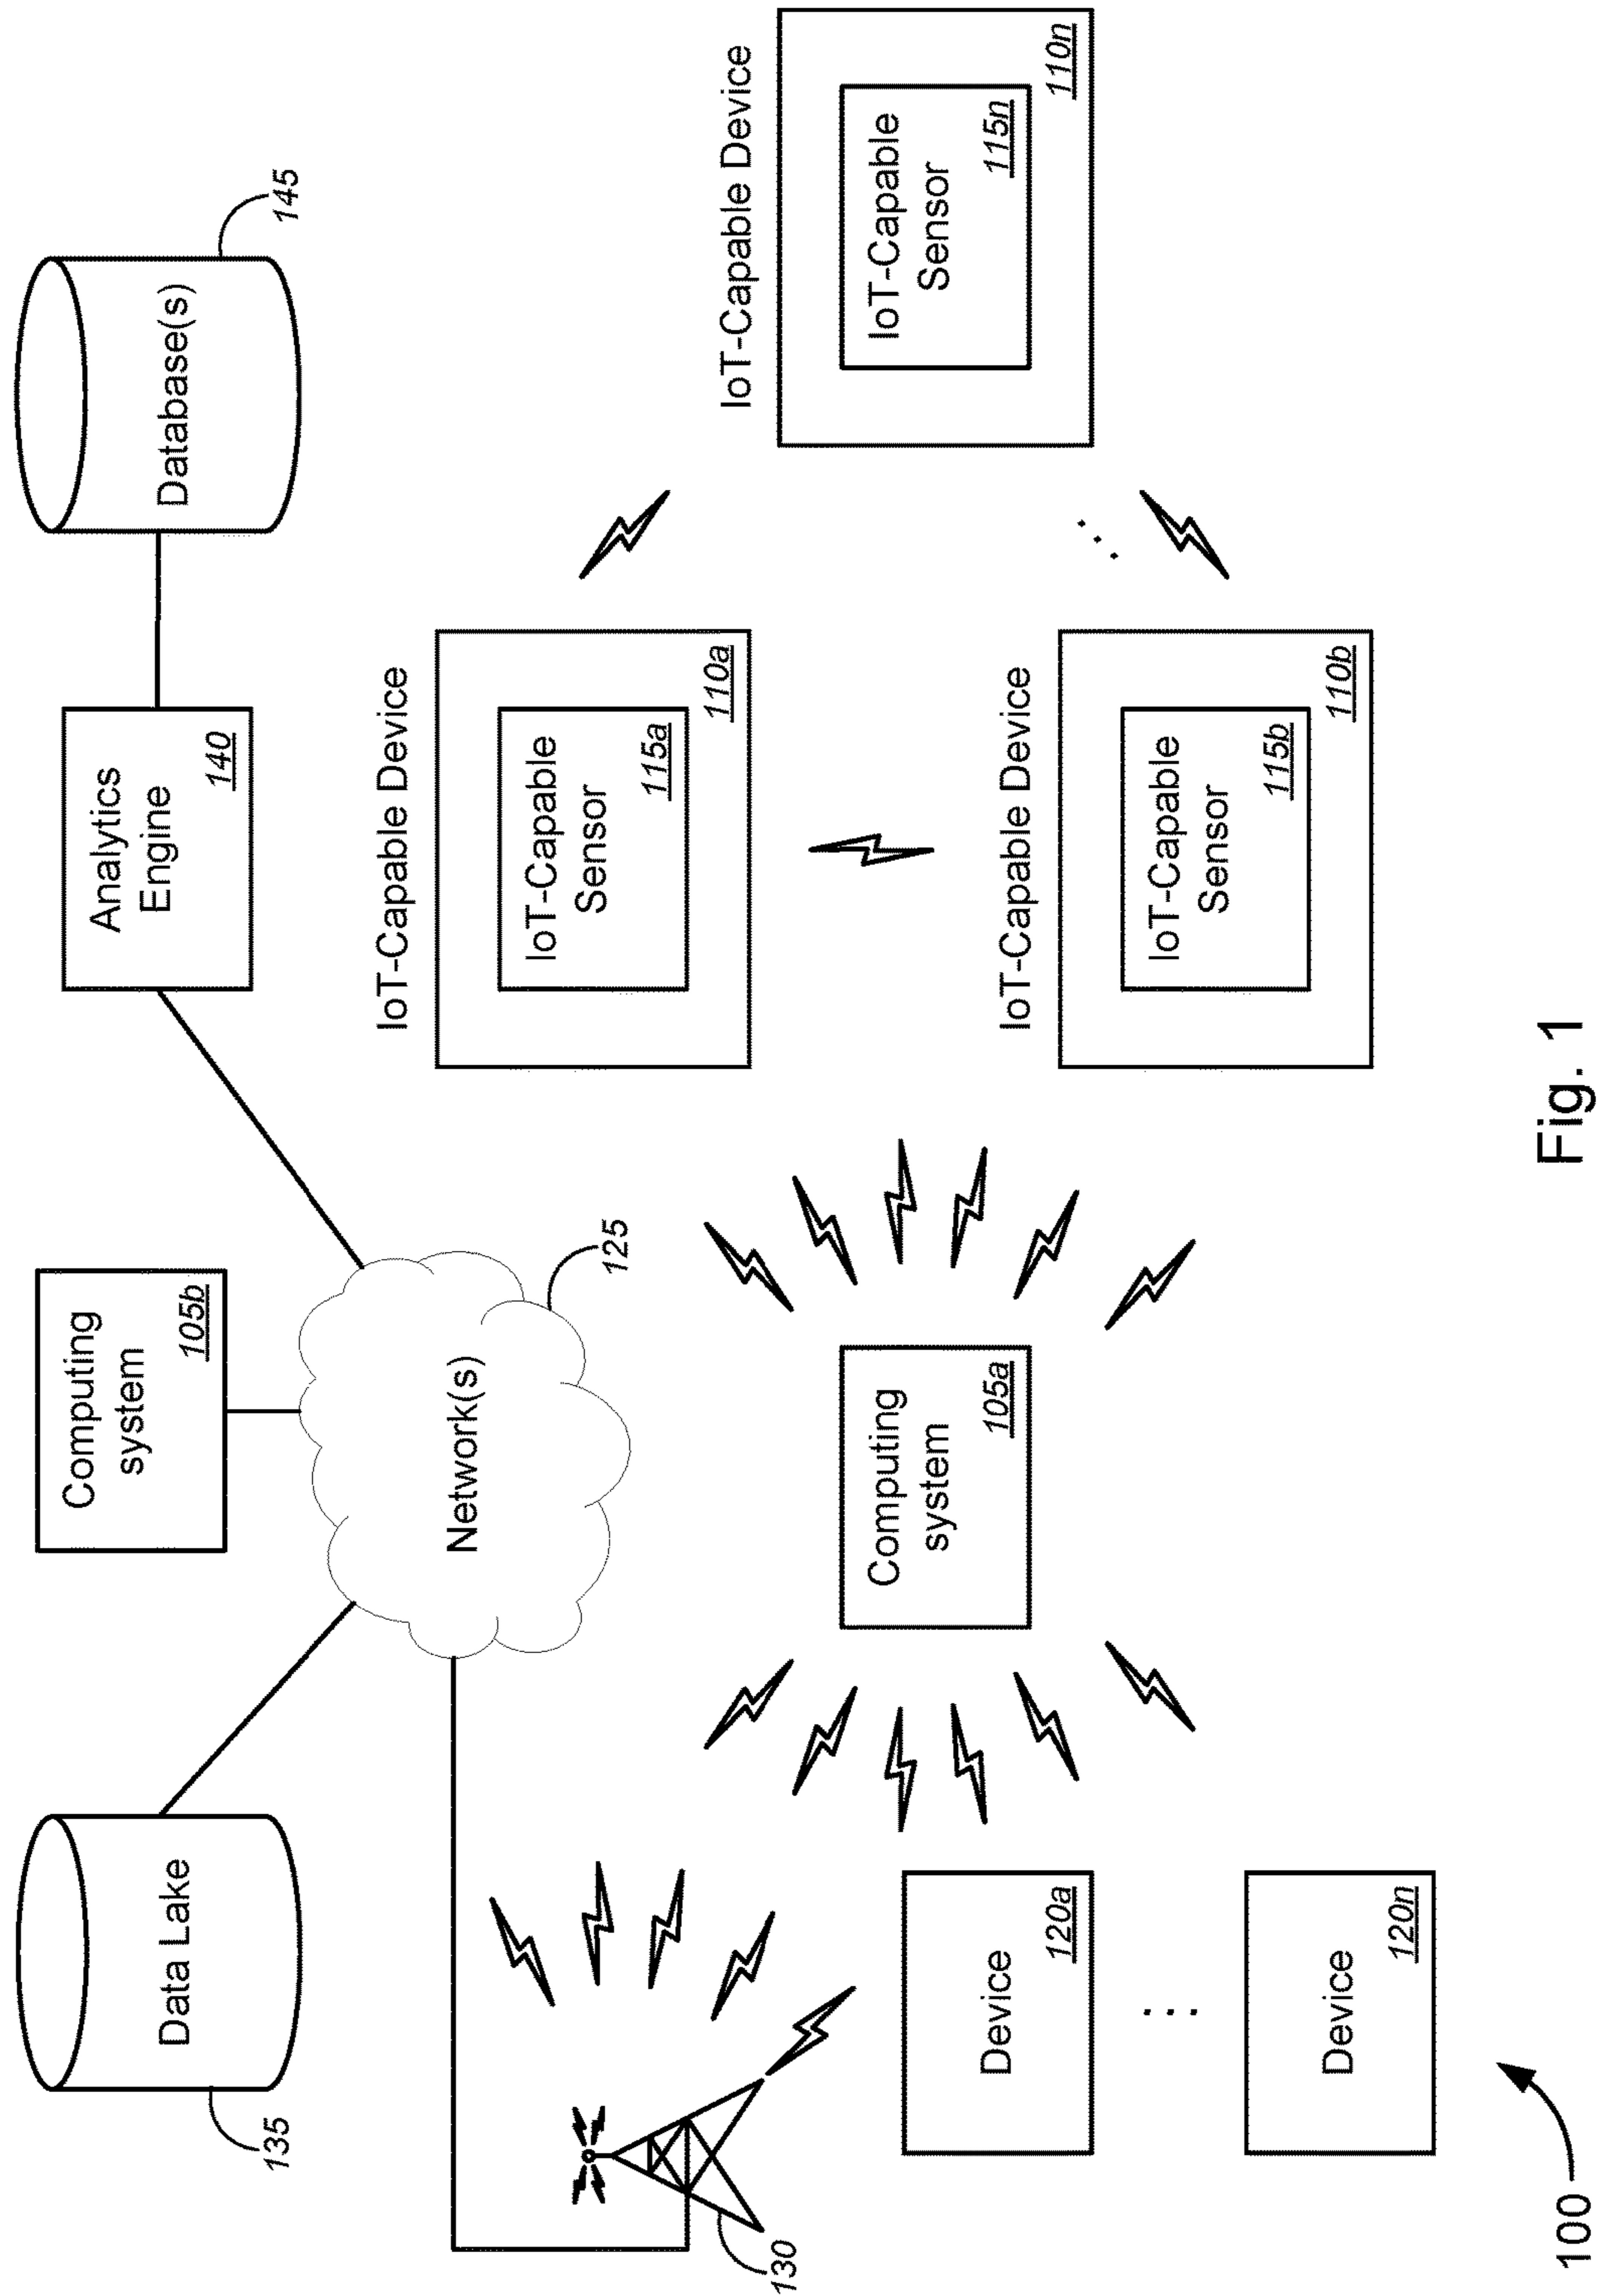 Data Lake
135
Computing
system
105b
Analytics
Engine
140
Database(s)
145
Network(s)
125
130
IoT-Capable Device
IoT-Capable
Sensor
115a
110a
IoT-Capable Device
IoT-Capable
Sensor
115n
110n
Computing
system
105a
Device
120a
. . .
Device
120n
IoT-Capable Device
IoT-Capable
Sensor
115b
110b
. . .
100
Fig. 1